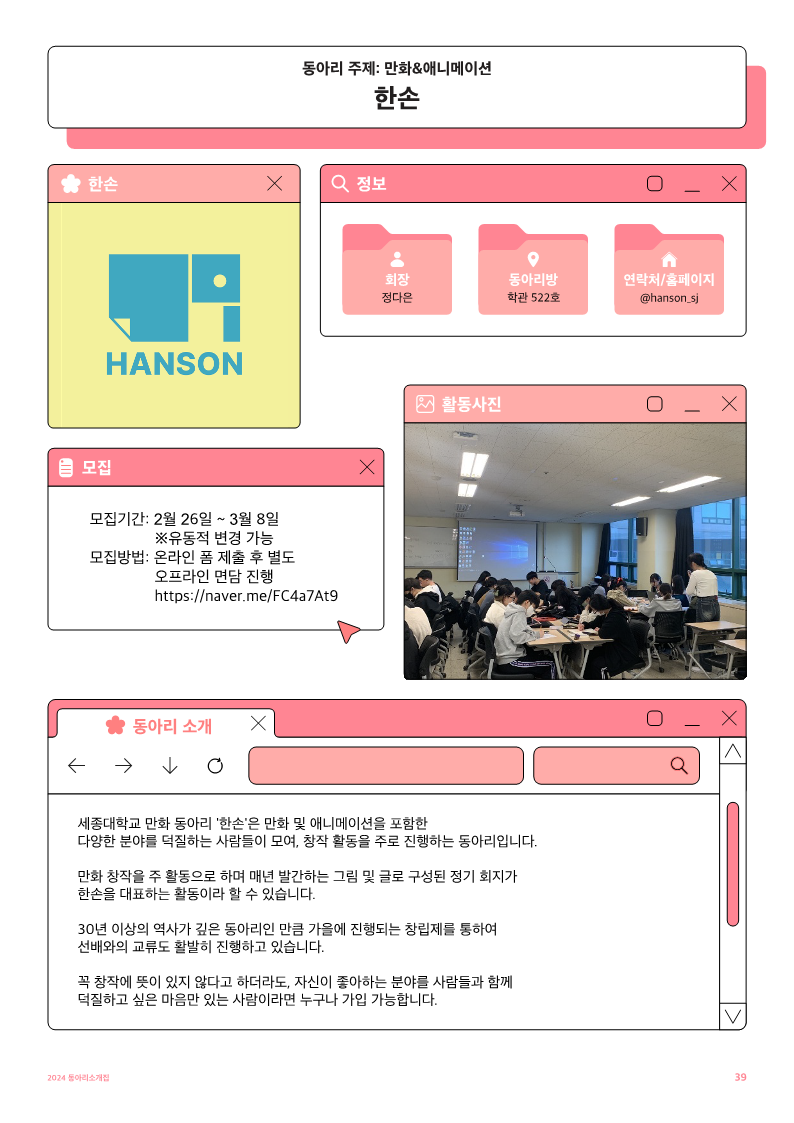 동아리 주제: 만화&애니메이션
한손
한손
HANSON
정보
회장
정다은
동아리방
학관 522호
연락처/홈페이지
@hanson_sj
활동사진
모집
모집기간: 2월 26일 ~ 3월 8일
※유동적 변경 가능
모집방법: 온라인 폼 제출 후 별도
오프라인 면담 진행
https://naver.me/FC4a7At9
동아리 소개
세종대학교 만화 동아리 '한손'은 만화 및 애니메이션을 포함한
다양한 분야를 덕질하는 사람들이 모여, 창작 활동을 주로 진행하는 동아리입니다.
만화 창작을 주 활동으로 하며 매년 발간하는 그림 및 글로 구성된 정기 회지가
한손을 대표하는 활동이라 할 수 있습니다.
30년 이상의 역사가 깊은 동아리인 만큼 가을에 진행되는 창립제를 통하여
선배와의 교류도 활발히 진행하고 있습니다.
꼭 창작에 뜻이 있지 않다고 하더라도, 자신이 좋아하는 분야를 사람들과 함께
덕질하고 싶은 마음만 있는 사람이라면 누구나 가입 가능합니다.
2024 동아리소개집
39